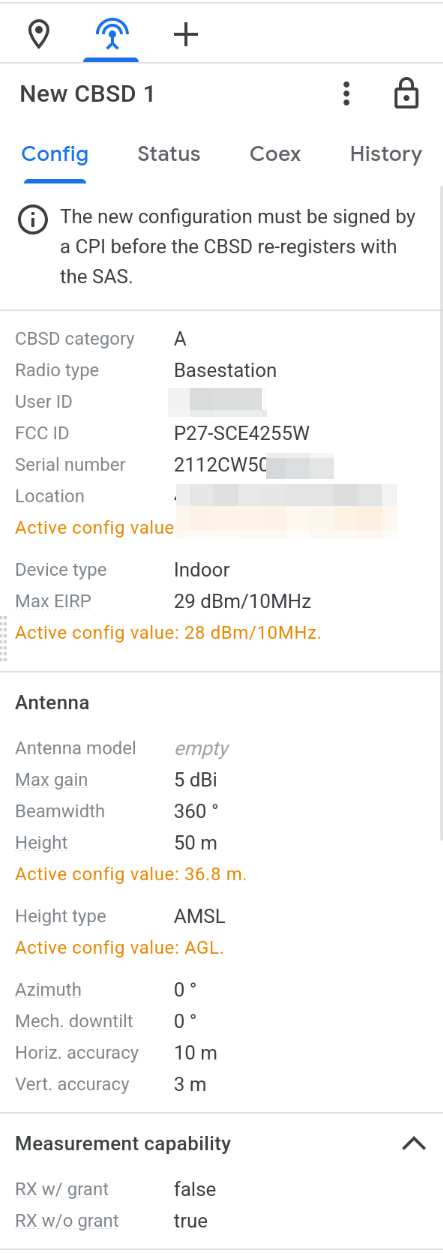 New CBSD 1
Config Status Coex History
The new configuration must be signed by
a CPI before the CBSD re-registers with
the SAS.
CBSD category A
Radio type Basestation
User ID
FCC ID P27-SCE4255W
Serial number 2112CW50
Location
Active config value
Device type Indoor
Max EIRP 29 dBm/10MHz
Active config value: 28 dBm/10MHz.
Antenna
Antenna model empty
Max gain 5 dBi
Beamwidth 360 °
Height 50 m
Active config value: 36.8 m.
Height type AMSL
Active config value: AGL.
Azimuth 0 °
Mech. downtilt 0 °
Horiz. accuracy 10 m
Vert. accuracy 3 m
Measurement capability
RX w/ grant false
RX w/o grant true